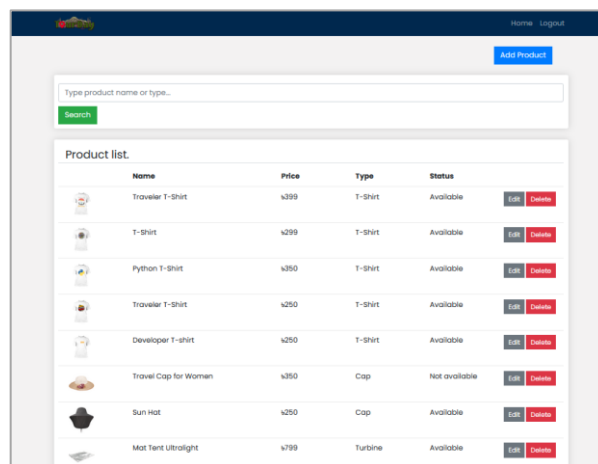 Home Logout
Add Product
Type product name or type...
Search
Product list.
Name Price Type Status
Traveler T-Shirt ৳399 T-Shirt Available Edit Delete
T-Shirt ৳299 T-Shirt Available Edit Delete
Python T-Shirt ৳350 T-Shirt Available Edit Delete
Traveler T-Shirt ৳250 T-Shirt Available Edit Delete
Developer T-shirt ৳250 T-Shirt Available Edit Delete
Travel Cap for Women ৳350 Cap Not available Edit Delete
Sun Hat ৳250 Cap Available Edit Delete
Mat Tent Ultralight ৳799 Turbine Available Edit Delete